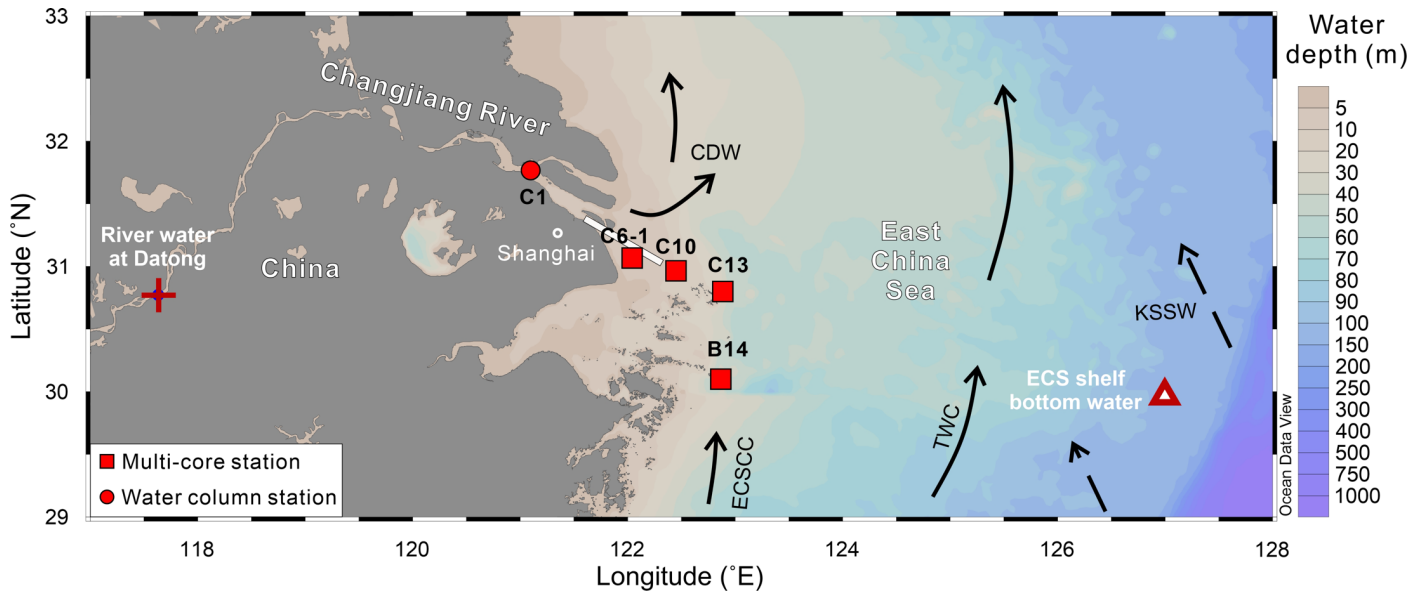 33
32
31
30
29
Latitude (˚N)
118
120
122
124
126
128
Longitude (˚E)
Changjiang River
C1
CDW
River water
at Datong
China
Shanghai
C6-1
C10
C13
B14
East
China
Sea
KSSW
ECS shelf
bottom water
TWC
ECSCC
Multi-core station
Water column station
Ocean Data View
Water
depth (m)
5
10
20
30
40
50
60
70
80
90
100
150
200
250
300
400
500
750
1000